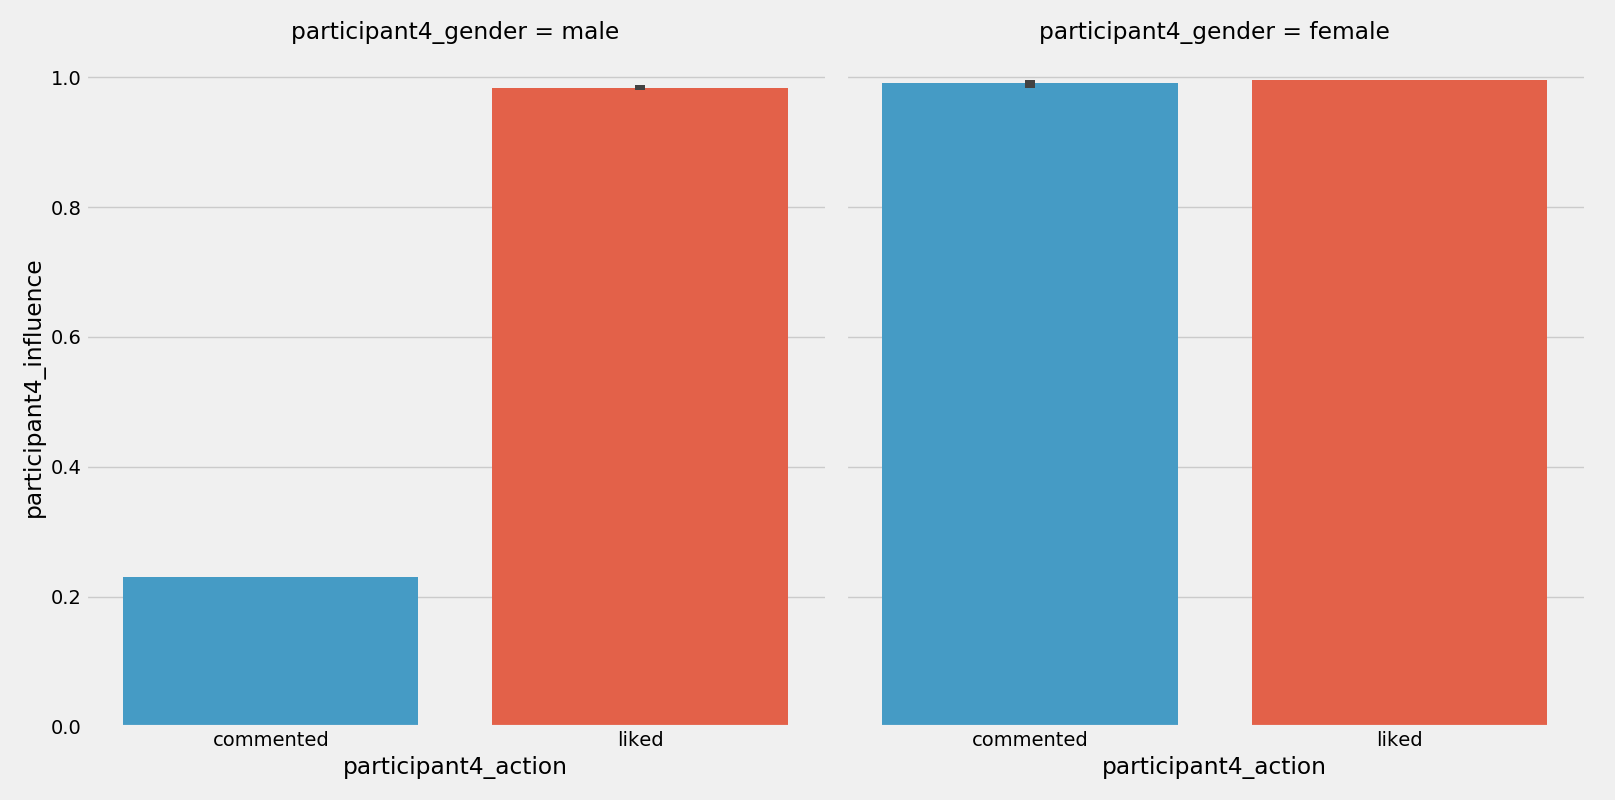 participant4_gender = male
participant4_gender = female
1.0
0.8
0.6
0.4
0.2
0.0
participant4_influence
commented
liked
commented
liked
participant4_action
participant4_action